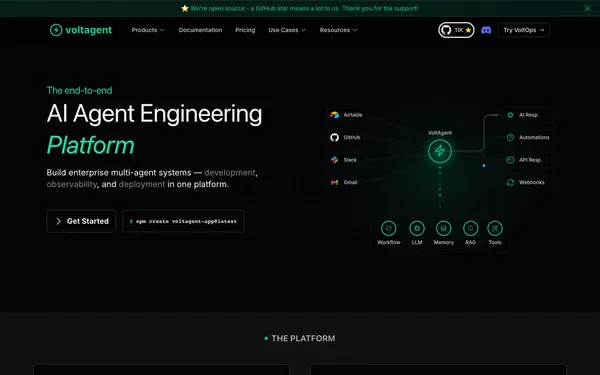 ⭐ We're open source - a GitHub star means a lot to us. Thank you for the support!
voltagent
Products
Documentation
Pricing
Use Cases
Resources
11K ⭐
Try VoltOps →
The end-to-end
AI Agent Engineering
Platform
Build enterprise multi-agent systems — development,
observability, and deployment in one platform.
Get Started
$ npm create voltagent-app@latest
Airtable
GitHub
Slack
Gmail
VoltAgent
AI Resp.
Automations
API Resp.
Webhooks
Workflow
LLM
Memory
RAG
Tools
THE PLATFORM